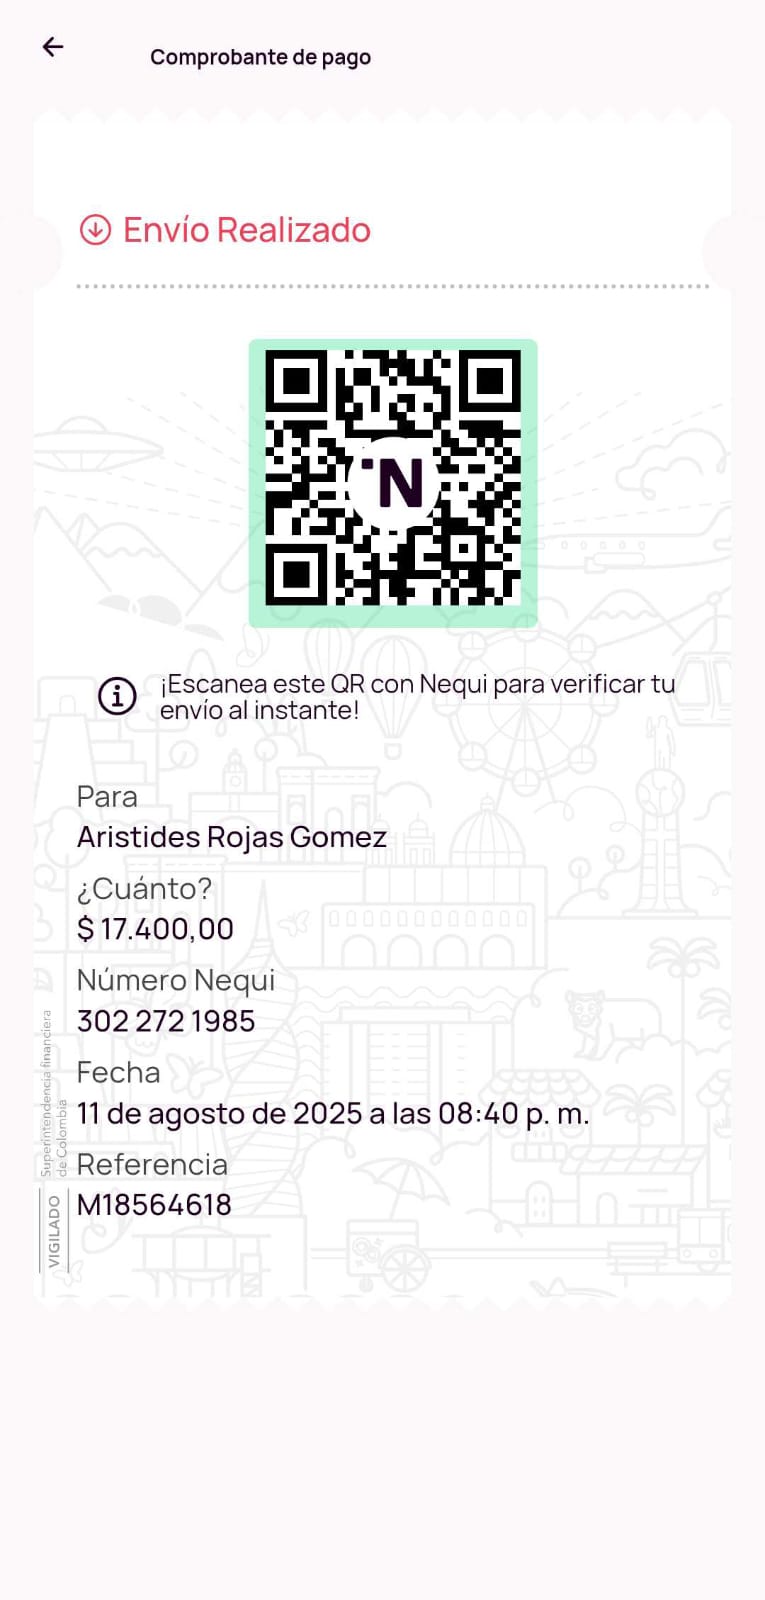 Comprobante de pago
Envío Realizado
N
¡Escanea este QR con Nequi para verificar tu
envío al instante!
Para
Aristides Rojas Gomez
¿Cuánto?
$ 17.400,00
Número Nequi
302 272 1985
Fecha
11 de agosto de 2025 a las 08:40 p. m.
Referencia
M18564618
VIGILADO
Superintendencia financiera
de Colombia